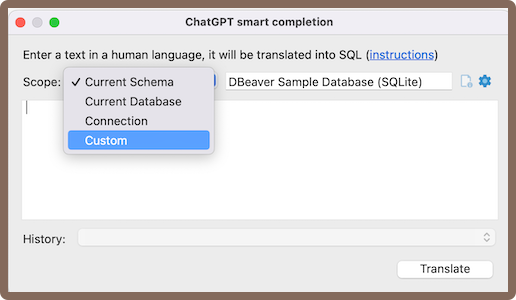 ChatGPT smart completion
Enter a text in a human language, it will be translated into SQL (instructions)
Scope: ✓ Current Schema DBeaver Sample Database (SQLite)
Current Database
Connection
Custom
History:
Translate